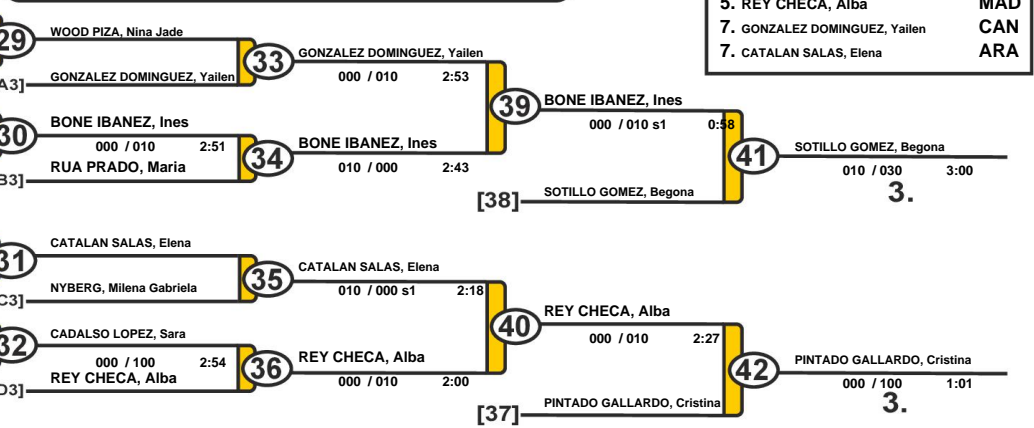 5. REY CHECA, Alba MAD
7. GONZALEZ DOMINGUEZ, Yailen CAN
7. CATALAN SALAS, Elena ARA
29 WOOD PIZA, Nina Jade
A3] GONZALEZ DOMINGUEZ, Yailen
33 GONZALEZ DOMINGUEZ, Yailen
000 / 010 2:53
30 BONE IBANEZ, Ines
000 / 010 2:51
B3] RUA PRADO, Maria
34 BONE IBANEZ, Ines
010 / 000 2:43
39 BONE IBANEZ, Ines
000 / 010 s1 0:58
[38] SOTILLO GOMEZ, Begona
41 SOTILLO GOMEZ, Begona
010 / 030 3:00
3.
31 CATALAN SALAS, Elena
C3] NYBERG, Milena Gabriela
35 CATALAN SALAS, Elena
010 / 000 s1 2:18
32 CADALSO LOPEZ, Sara
000 / 100 2:54
D3] REY CHECA, Alba
36 REY CHECA, Alba
000 / 010 2:00
40 REY CHECA, Alba
000 / 010 2:27
[37] PINTADO GALLARDO, Cristina
42 PINTADO GALLARDO, Cristina
000 / 100 1:01
3.